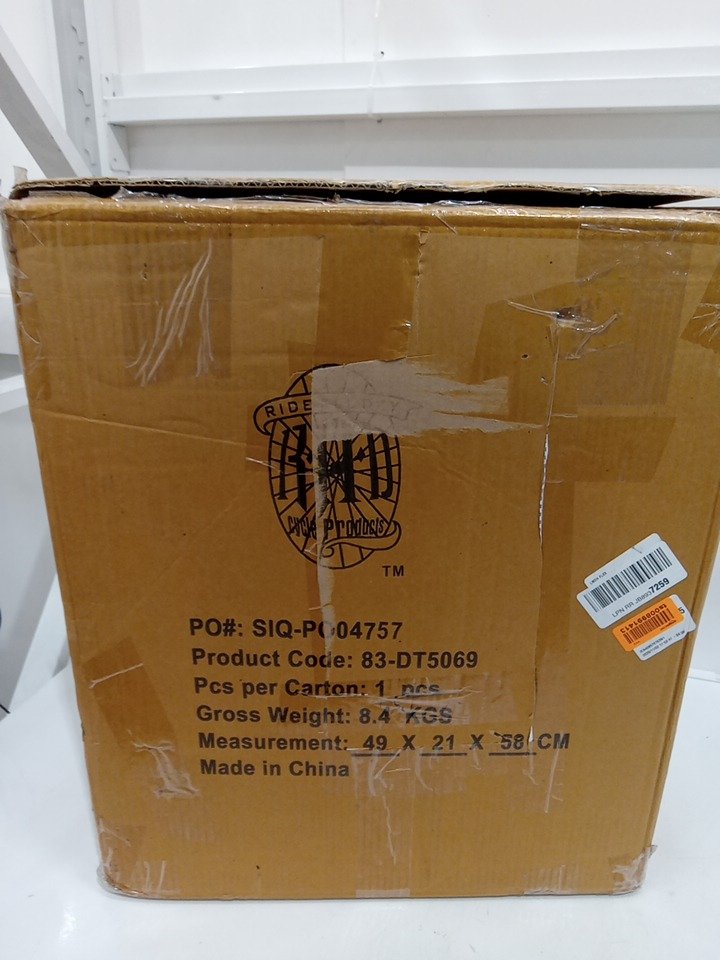 RIDE
Cycle Products
TM
PO#: SIQ-PO04757
Product Code: 83-DT5069
Pcs per Carton: 1 pcs
Gross Weight: 8.4 KGS
Measurement: 49 X 21 X 58 CM
Made in China
7259